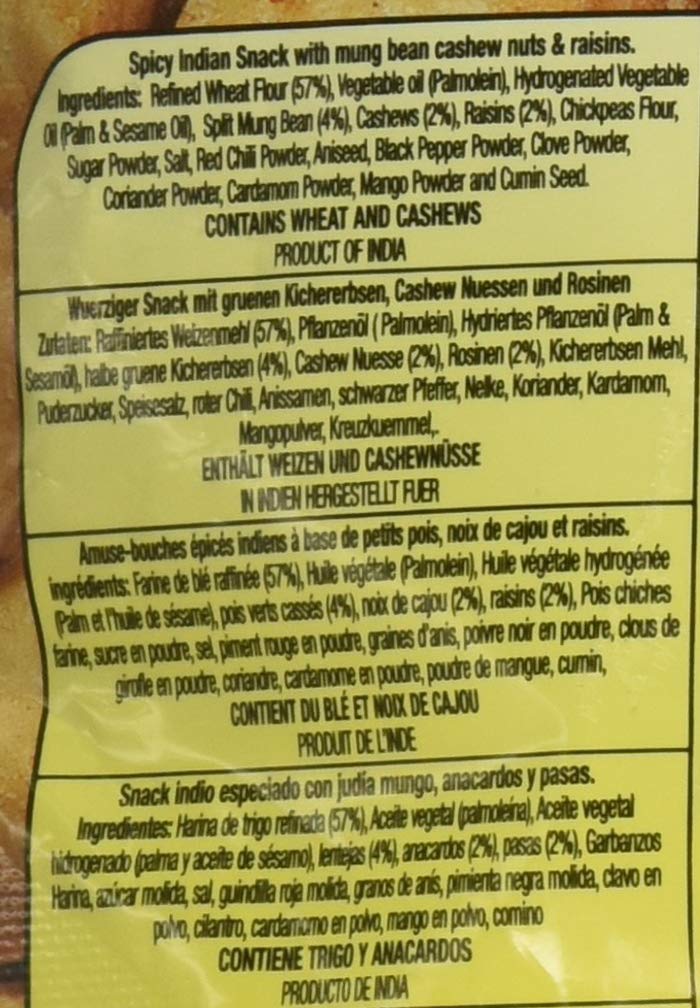 Spicy Indian Snack with mung bean cashew nuts & raisins.
Ingredients: Refined Wheat Flour (57%), Vegetable oil (Palmolein), Hydrogenated Vegetable
Oil (Palm & Sesame Oil), Split Mung Bean (4%), Cashews (2%), Raisins (2%), Chickpeas Flour,
Sugar Powder, Salt, Red Chilli Powder, Aniseed, Black Pepper Powder, Clove Powder,
Coriander Powder, Cardamom Powder, Mango Powder and Cumin Seed.
CONTAINS WHEAT AND CASHEWS
PRODUCT OF INDIA
Wuerziger Snack mit gruenen Kichererbsen, Cashew Nuessen und Rosinen
Zutaten: Raffiniertes Weizenmehl (57%), Pflanzenöl ( Palmolein), Hydriertes Pflanzenöl (Palm &
Sesamöl), halbe gruene Kichererbsen (4%), Cashew Nuesse (2%), Rosinen (2%), Kichererbsen Mehl,
Puderzucker, Speisesalz, roter Chili, Anissamen, schwarzer Pfeffer, Nelke, Koriander, Kardamom,
Mangopulver, Kreuzkuemmel,.
ENTHÄLT WEIZEN UND CASHEWNÜSSE
IN INDIEN HERGESTELLT FUER
Amuse-bouches épicés indiens à base de petits pois, noix de cajou et raisins.
ingrédients: Farine de blé raffinée (57%), Huile végétale (Palmolein), Huile végétale hydrogénée
(Palm et l'huile de sésame), pois verts cassés (4%), noix de cajou (2%), raisins (2%), Pois chiches
farine, sucre en poudre, sel, piment rouge en poudre, graines d'anis, poivre noir en poudre, clous de
girofle en poudre, coriandre, cardamome en poudre, poudre de mangue, cumin,
CONTIENT DU BLÉ ET NOIX DE CAJOU
PRODUIT DE L'INDE
Snack indio especiado con judía mungo, anacardos y pasas.
Ingredientes: Harina de trigo refinada (57%), Aceite vegetal (palmoleína), Aceite vegetal
hidrogenado (palma y aceite de sésamo), lentejas (4%), anacardos (2%), pasas (2%), Garbanzos
Harina, azúcar molida, sal, guindilla roja molida, granos de anís, pimienta negra molida, clavo en
polvo, cilantro, cardamomo en polvo, mango en polvo, comino
CONTIENE TRIGO Y ANACARDOS
PRODUCTO DE INDIA